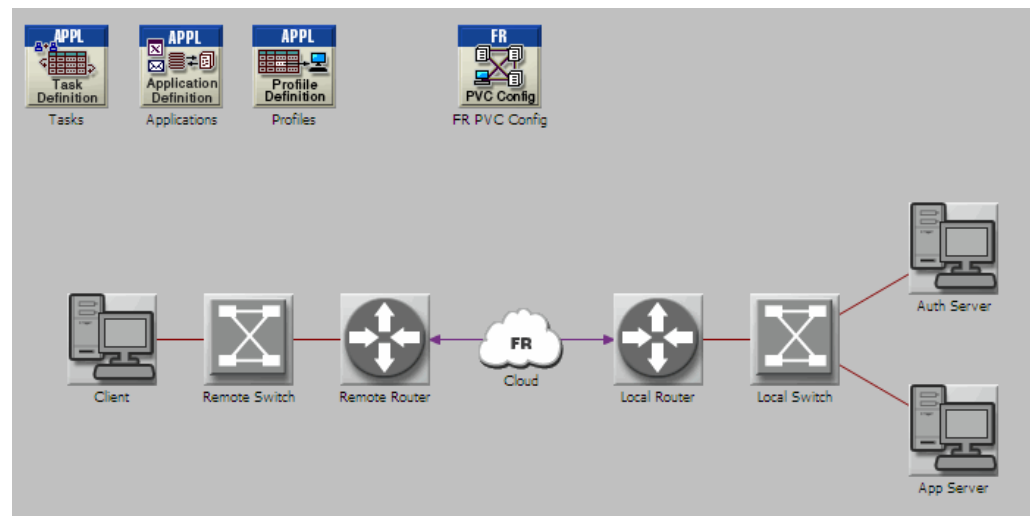 APPL
Task
Definition
Tasks
APPL
Application
Definition
Applications
APPL
Profile
Definition
Profiles
FR
PVC Config
FR PVC Config
Auth Server
FR
Cloud
Client
Remote Switch
Remote Router
Local Router
Local Switch
App Server